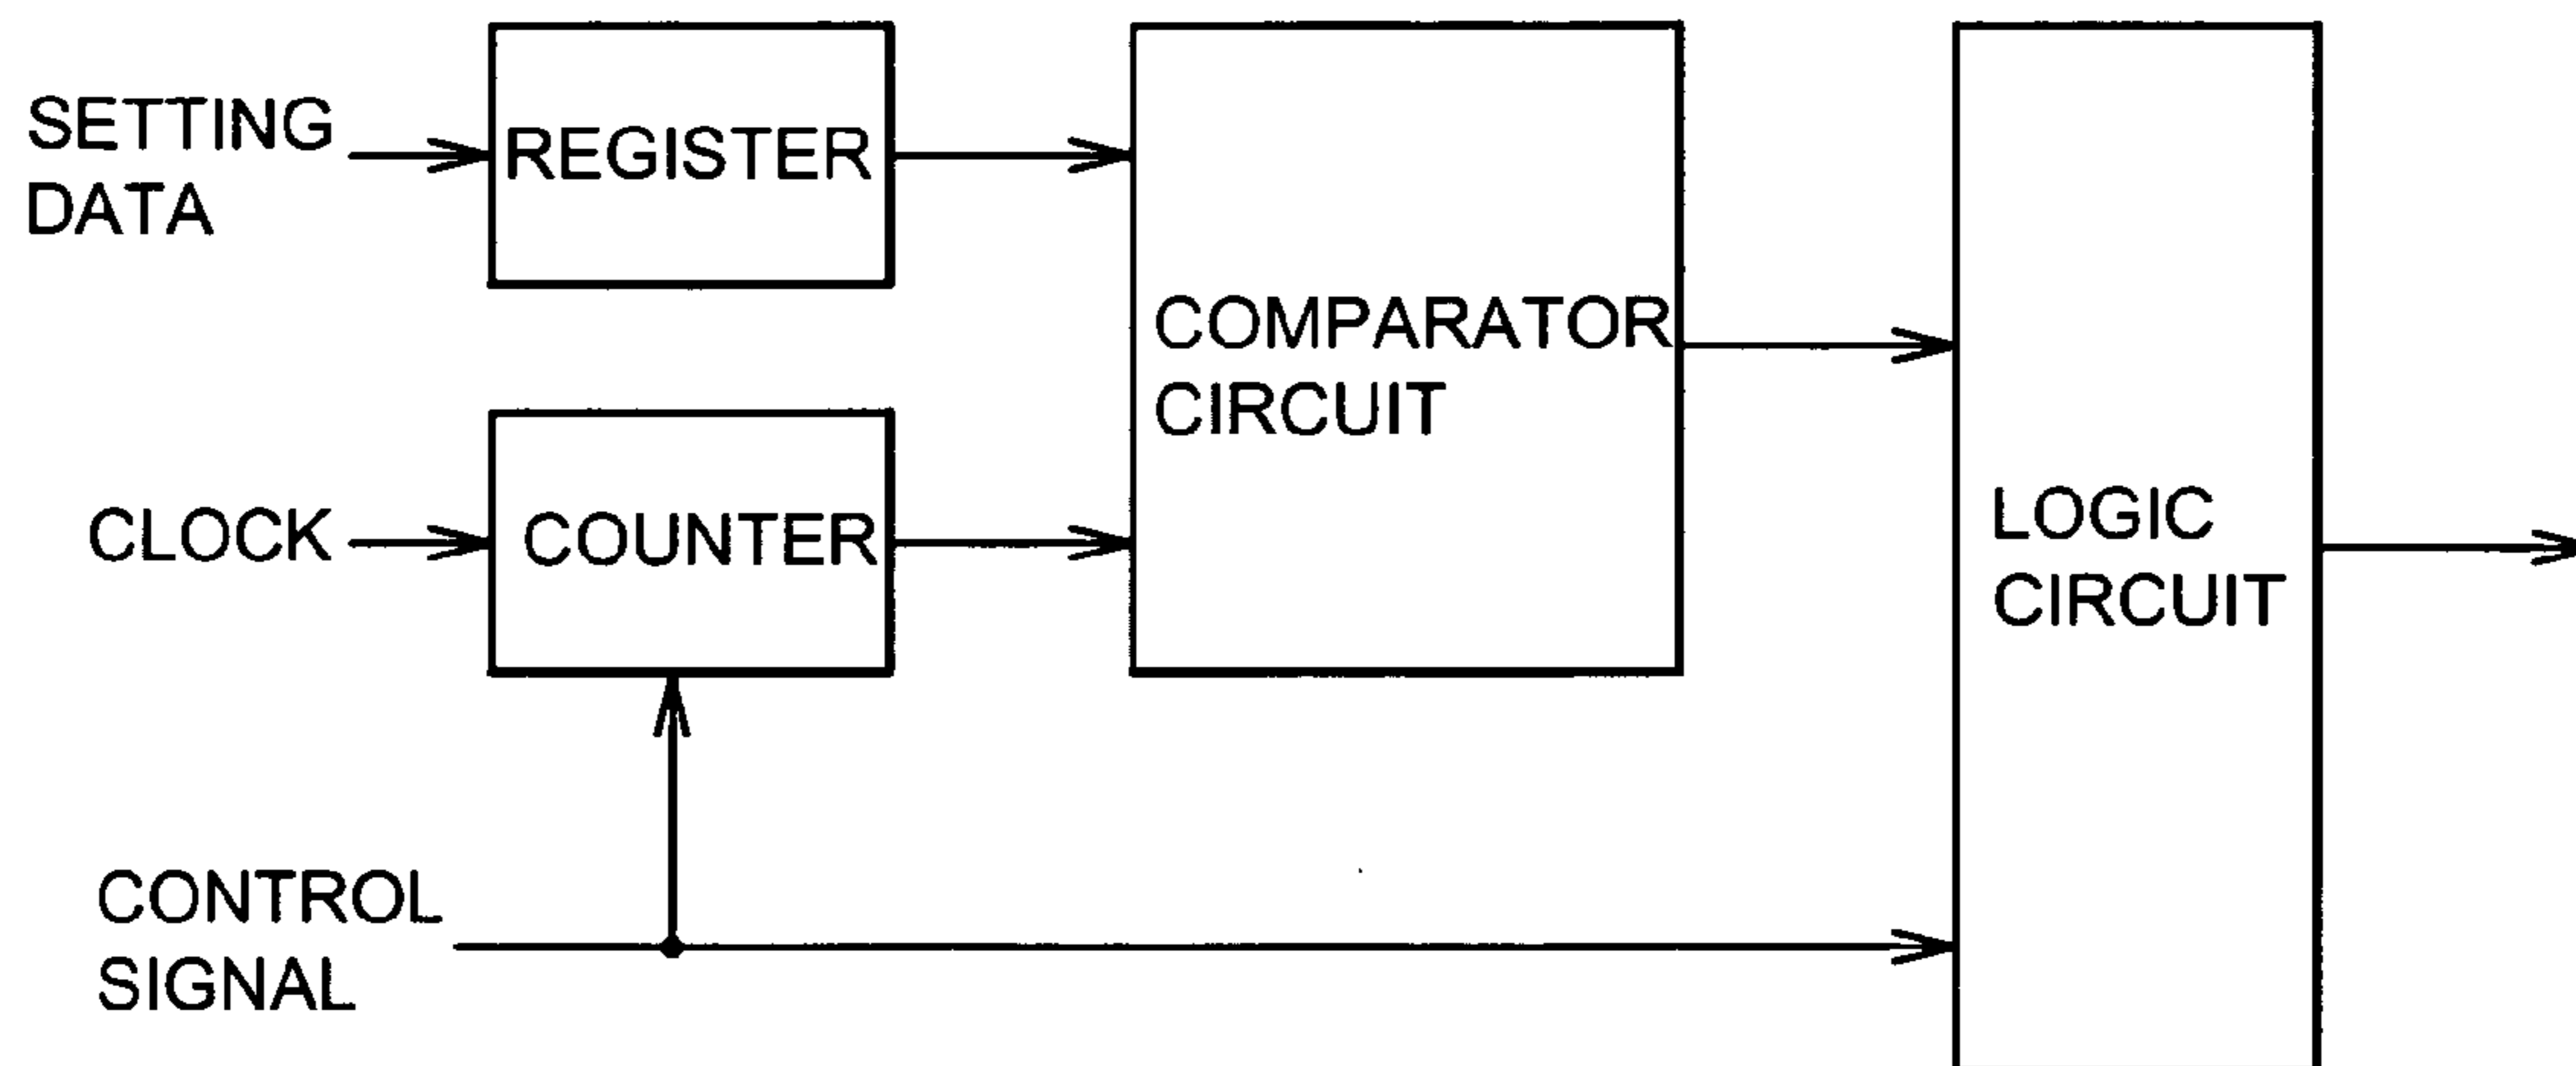 SETTING
DATA
REGISTER
COMPARATOR
CIRCUIT
CLOCK
COUNTER
LOGIC
CIRCUIT
CONTROL
SIGNAL